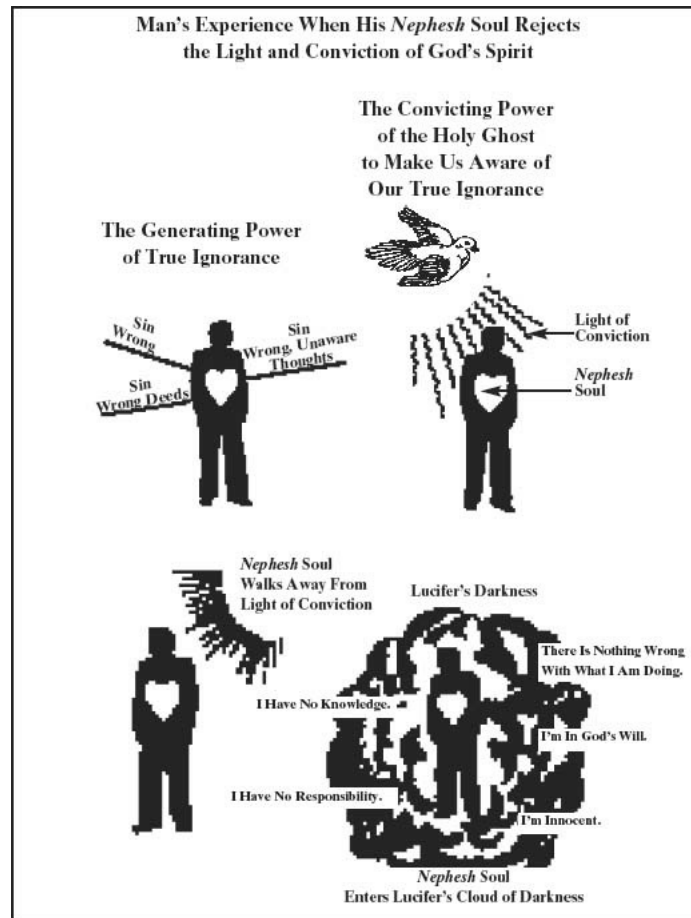 Man's Experience When His Nephesh Soul Rejects
the Light and Conviction of God's Spirit
The Convicting Power
of the Holy Ghost
to Make Us Aware of
Our True Ignorance
The Generating Power
of True Ignorance
Sin
Wrong
Sin
Wrong, Unaware
Thoughts
Sin
Wrong Deeds
Light of
Conviction
Nephesh
Soul
Nephesh Soul
Walks Away From
Light of Conviction
Lucifer's Darkness
There Is Nothing Wrong
With What I Am Doing.
I Have No Knowledge.
I'm In God's Will.
I Have No Responsibility.
I'm Innocent.
Nephesh Soul
Enters Lucifer's Cloud of Darkness